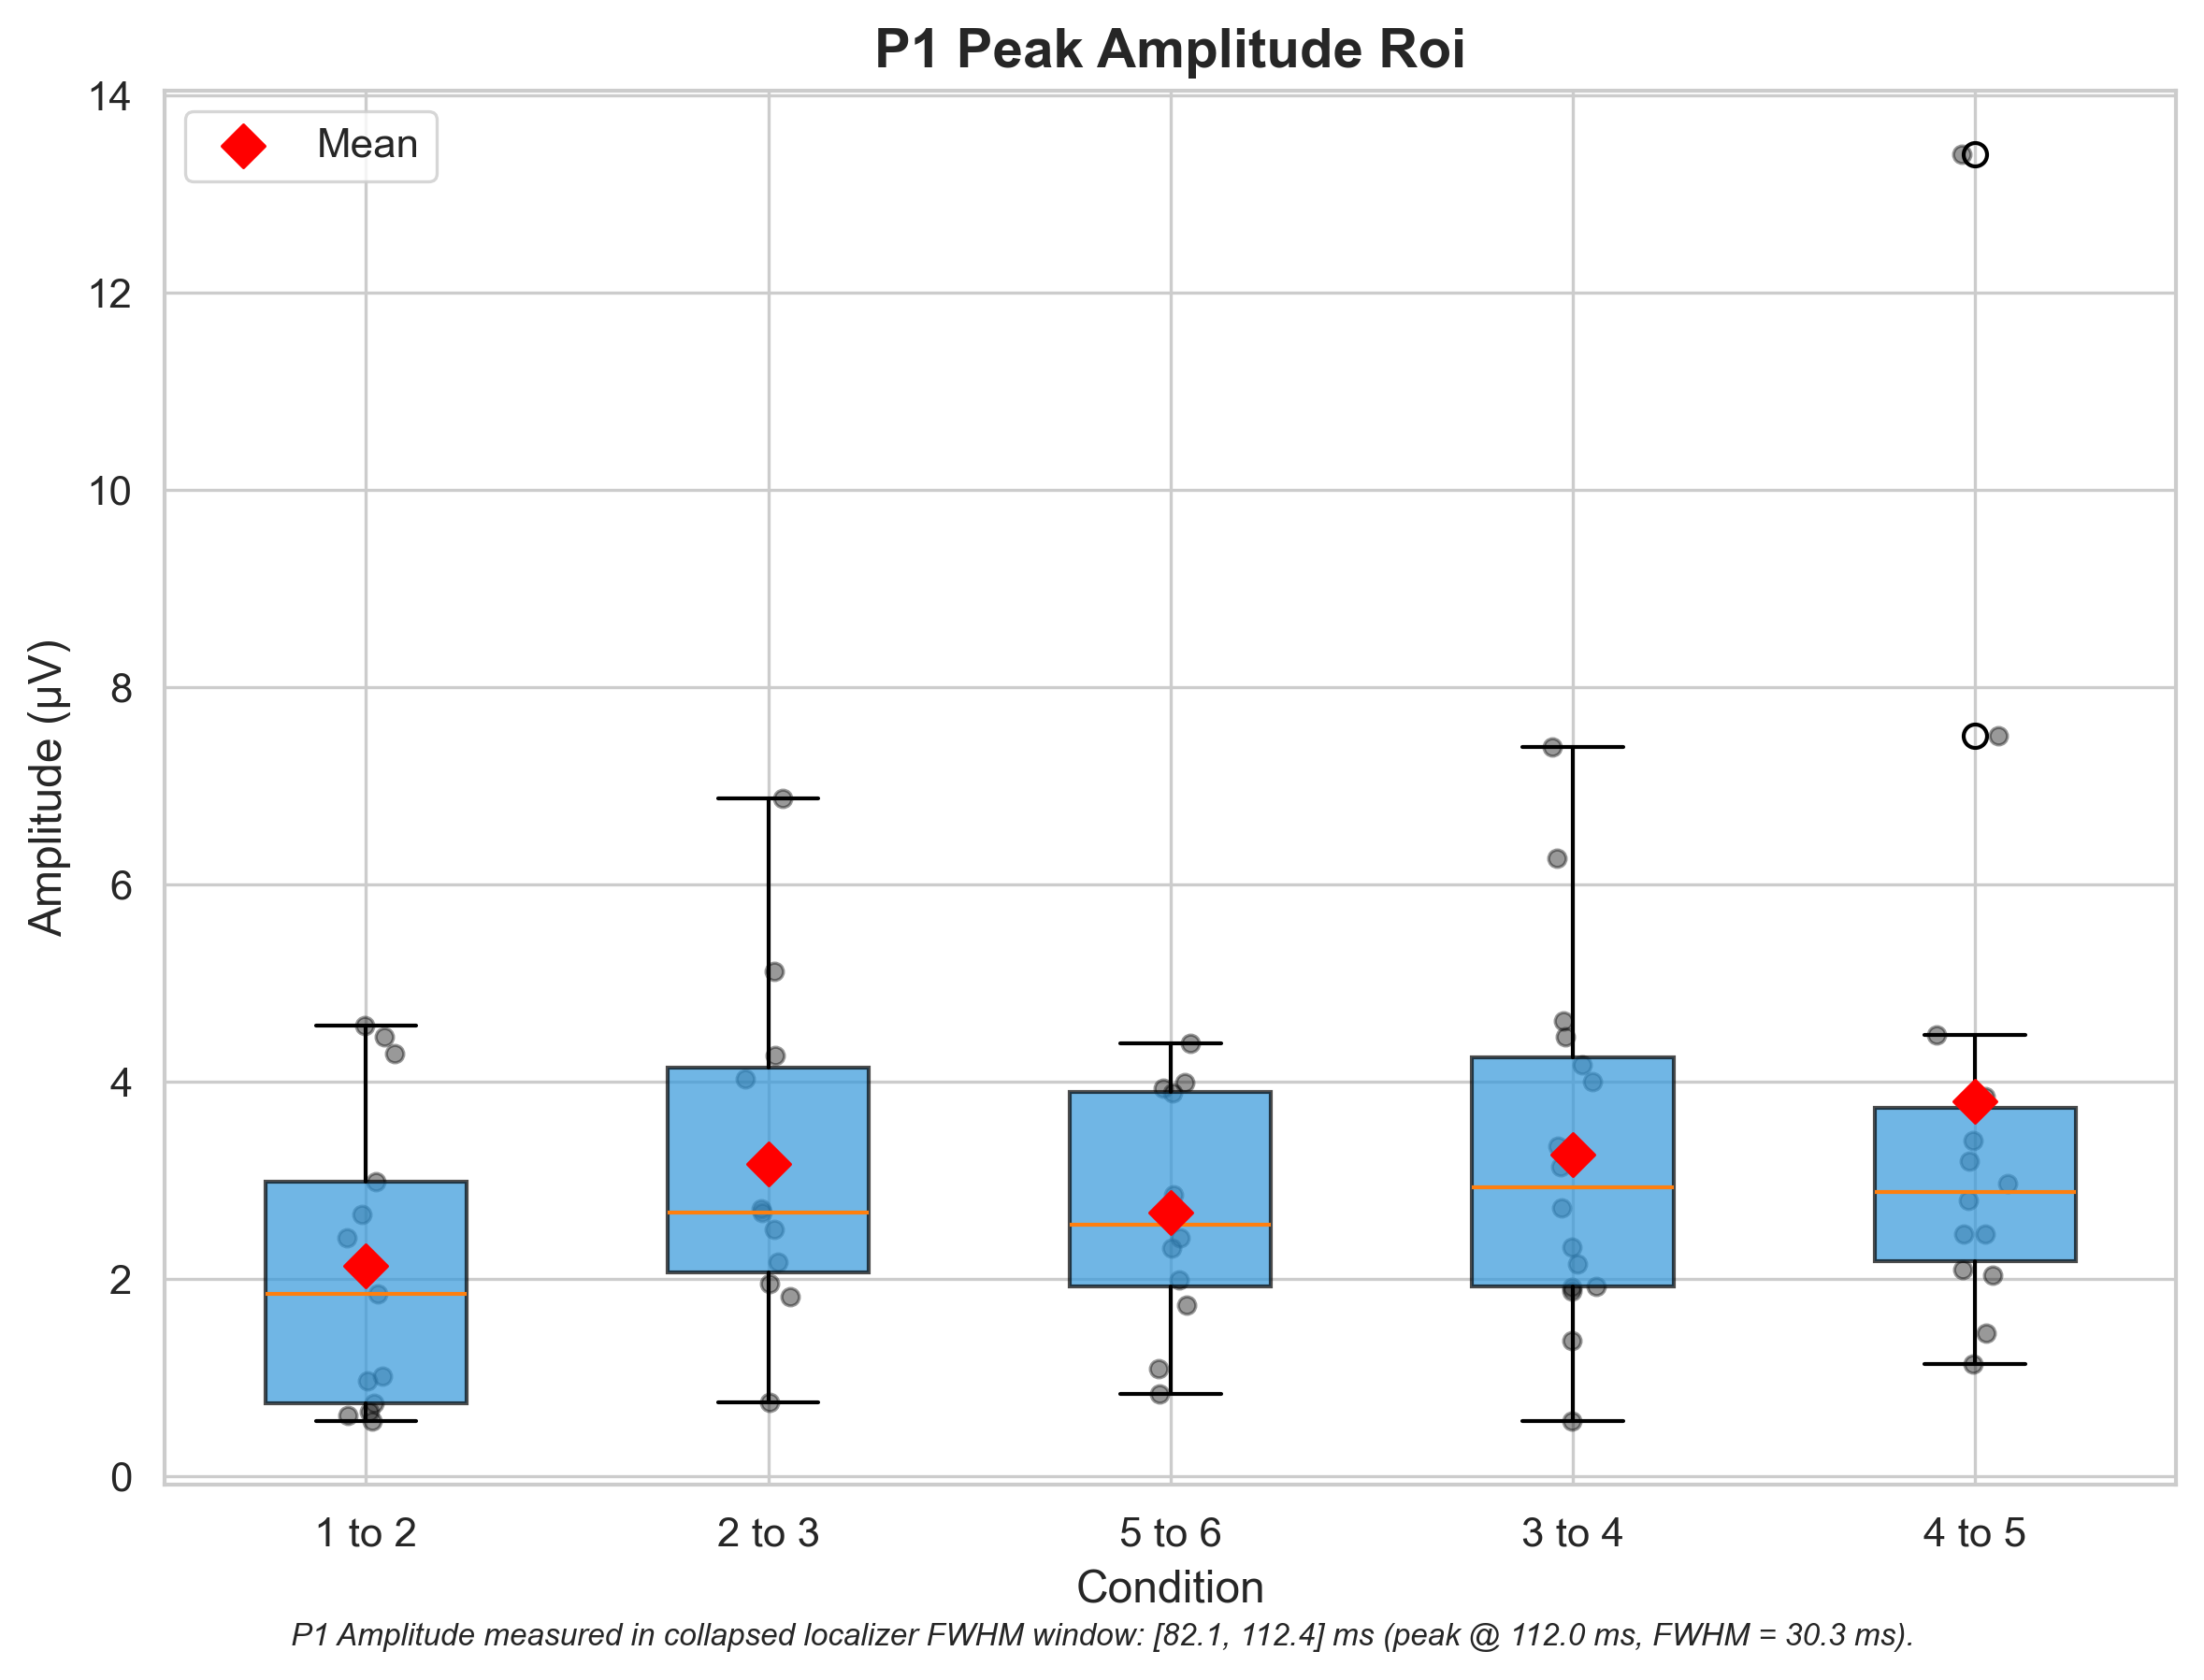 P1 Peak Amplitude Roi
Mean
14
12
10
8
6
4
2
0
Amplitude (µV)
1 to 2
2 to 3
5 to 6
3 to 4
4 to 5
Condition
P1 Amplitude measured in collapsed localizer FWHM window: [82.1, 112.4] ms (peak @ 112.0 ms, FWHM = 30.3 ms).